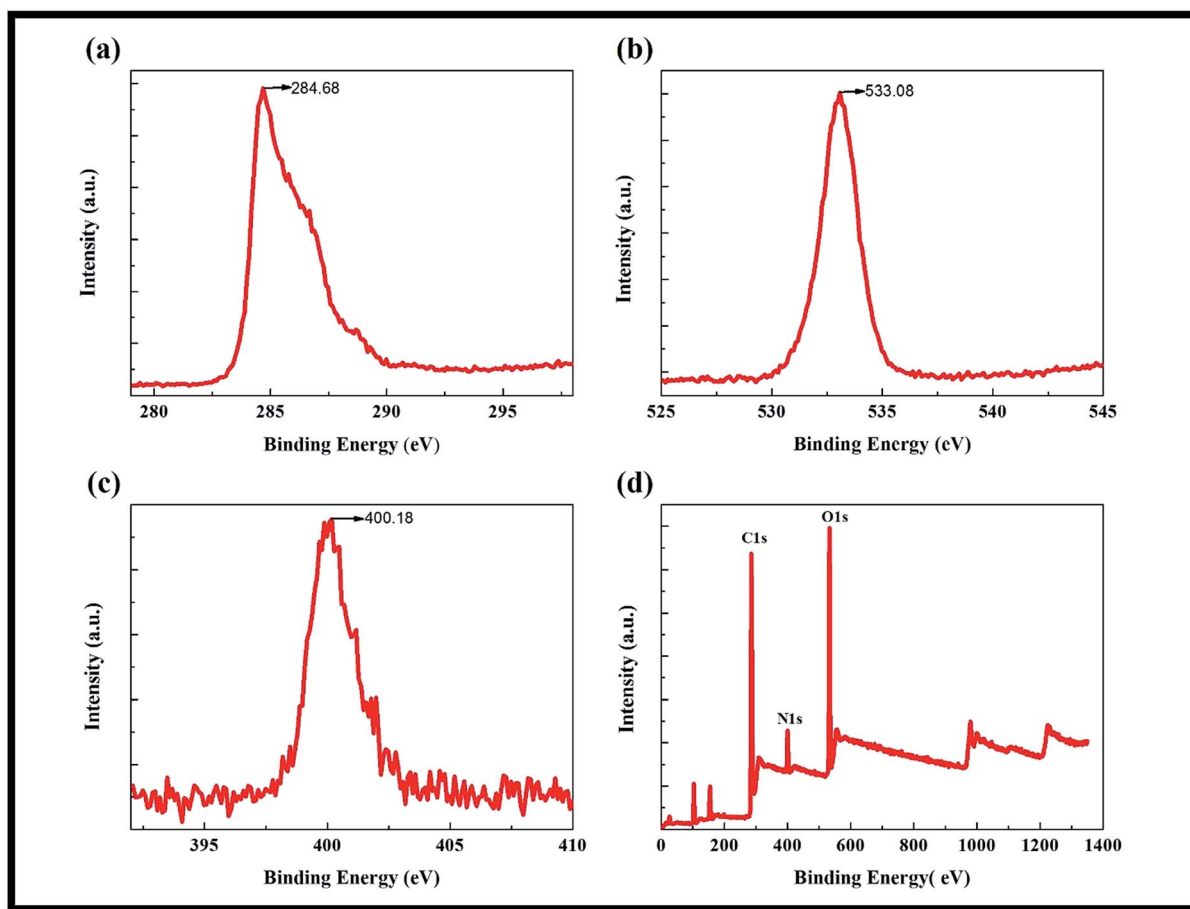 (a)
284.68
Intensity (a.u.)
280 285 290 295
Binding Energy (eV)
(b)
533.08
Intensity (a.u.)
525 530 535 540 545
Binding Energy (eV)
(c)
400.18
Intensity (a.u.)
395 400 405 410
Binding Energy (eV)
(d)
O1s
C1s
N1s
Intensity (a.u.)
0 200 400 600 800 1000 1200 1400
Binding Energy( eV)